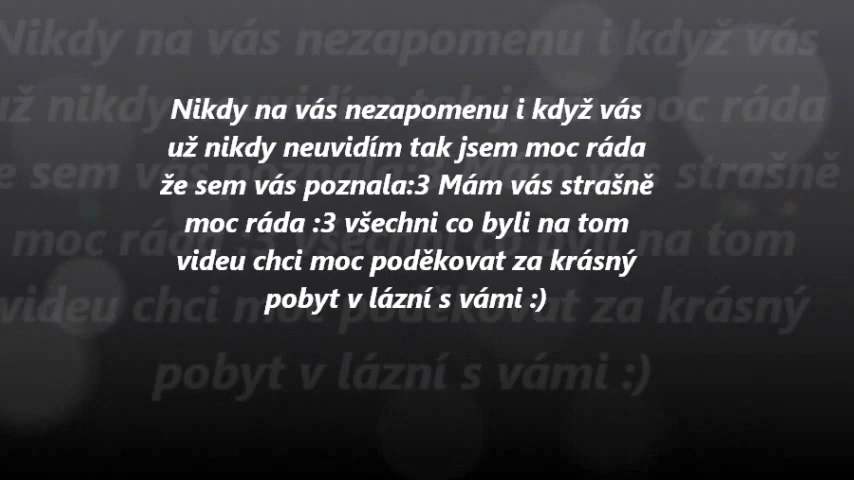 Nikdy na vás nezapomenu i když vás
už nikdy neuvidím tak jsem moc ráda
že sem vás poznala:3 Mám vás strašně
moc ráda :3 všechni co byli na tom
videu chci moc poděkovat za krásný
pobyt v lázní s vámi :)